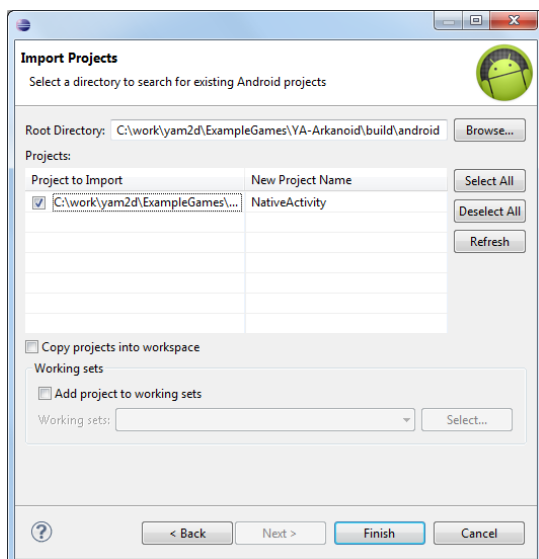 Import Projects
Select a directory to search for existing Android projects
Root Directory: C:\work\yam2d\ExampleGames\YA-Arkanoid\build\android Browse...
Projects:
Project to Import New Project Name Select All
C:\work\yam2d\ExampleGames\... NativeActivity
Deselect All
Refresh
Copy projects into workspace
Working sets
Add project to working sets
Working sets: Select...
? < Back Next > Finish Cancel